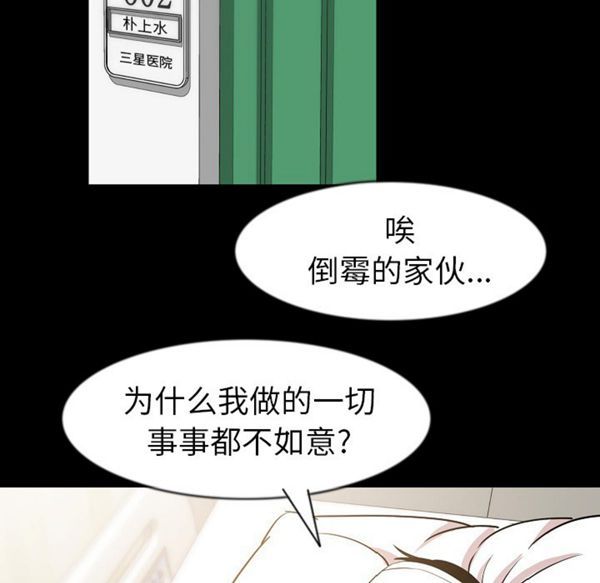 朴上水
三星医院
唉
倒霉的家伙...
为什么我做的一切
事事都不如意?